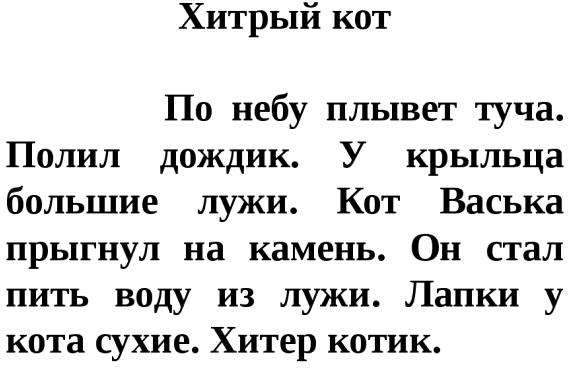 Хитрый кот
По небу плывет туча.
Полил дождик. У крыльца
большие лужи. Кот Васька
прыгнул на камень. Он стал
пить воду из лужи. Лапки у
кота сухие. Хитер котик.